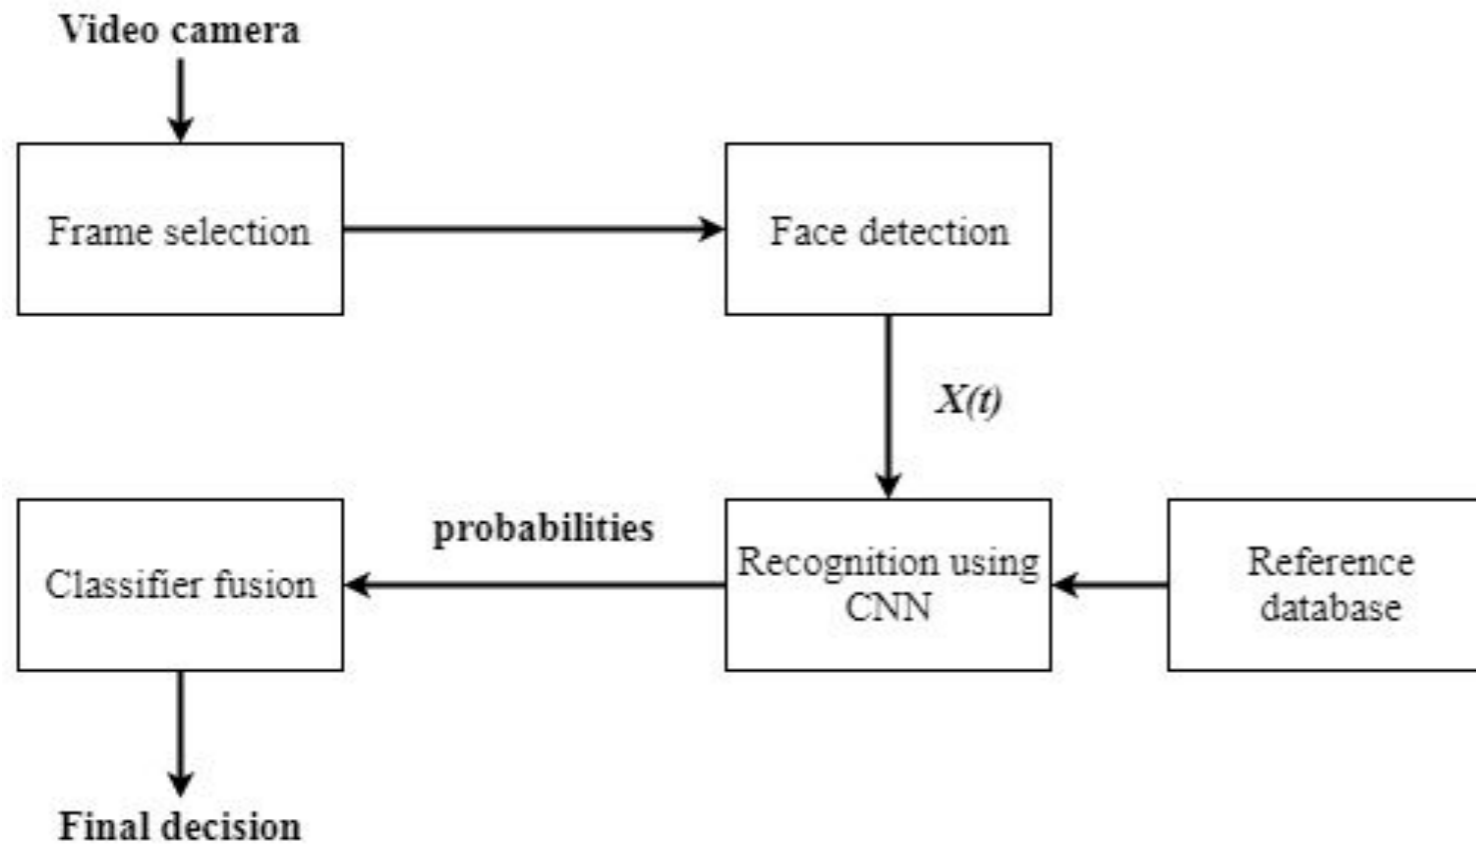 Video camera
Frame selection
Face detection
X(t)
probabilities
Classifier fusion
Recognition using
CNN
Reference
database
Final decision